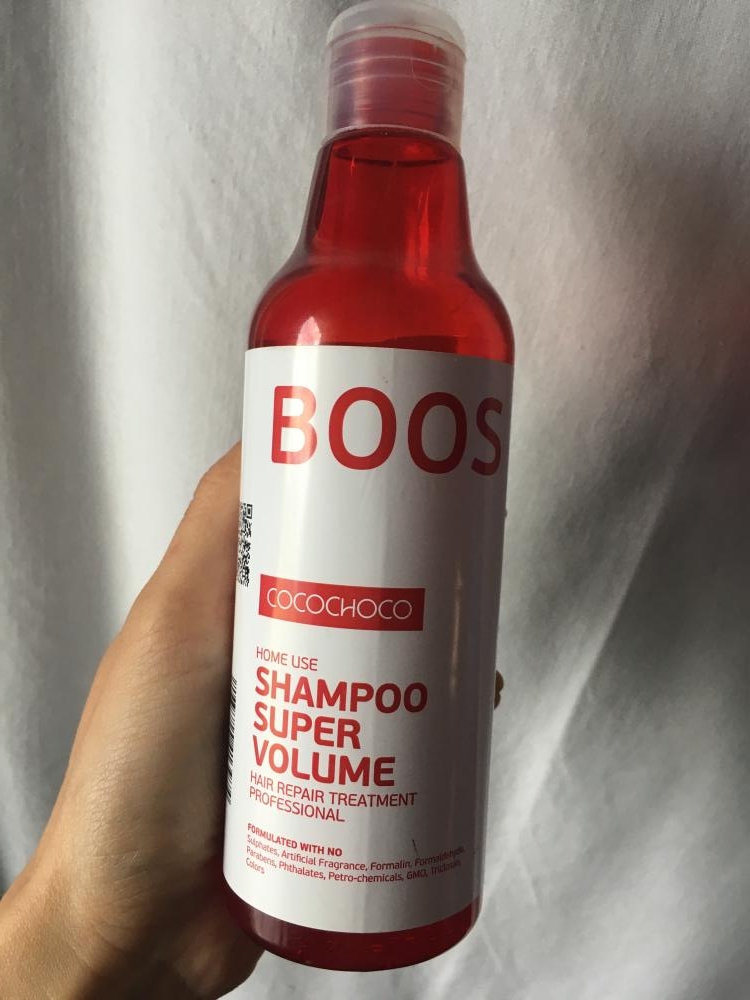 BOOS
COCOCHOCO
HOME USE
SHAMPOO
SUPER
VOLUME
HAIR REPAIR TREATMENT
PROFESSIONAL
FORMULATED WITH NO
Sulphates, Artificial Fragrance, Formalin, Formaldehyde,
Parabens, Phthalates, Petro-chemicals, GMO, Triclosan,
Colors